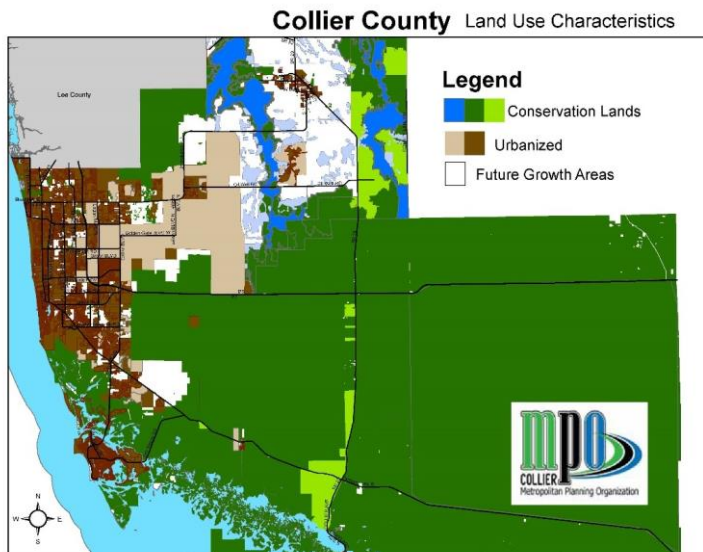 Collier County Land Use Characteristics
Lee County
Legend
Conservation Lands
Urbanized
Future Growth Areas
mpo
COLLIER
Metropolitan Planning Organization
N
W E
S